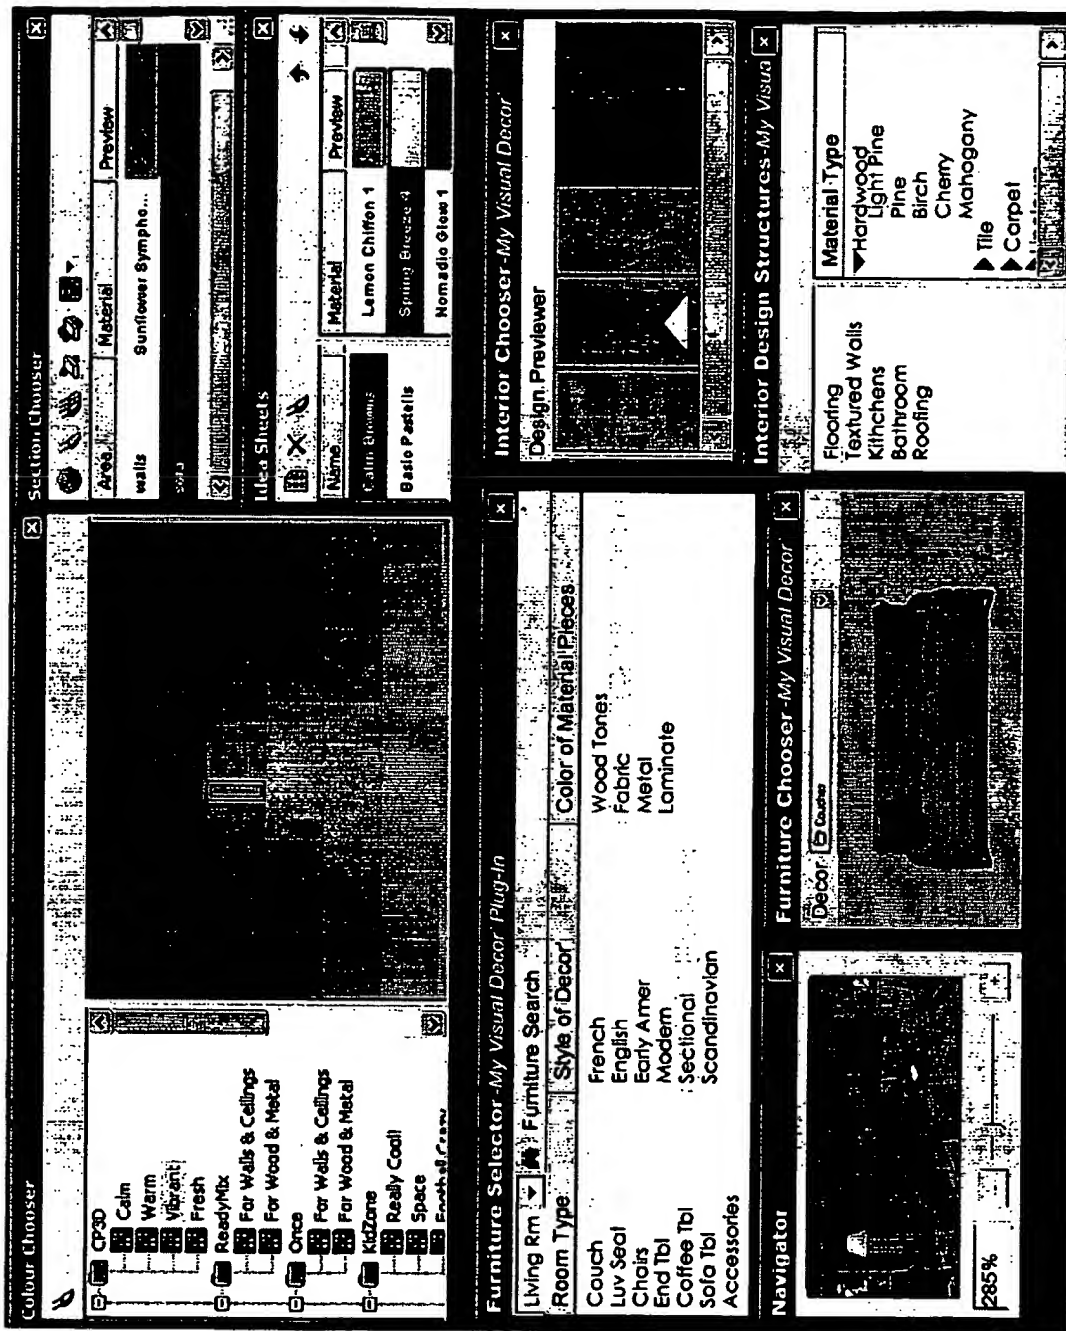 Colour Chooser
CP3D
Calm
Warm
Vibrant
Fresh
ReadyMix
For Walls & Ceilings
For Wood & Metal
Once
For Walls & Ceilings
For Wood & Metal
KidZone
Really Cool!
Space
Section Chooser
Area Material Preview
walls Sunflower Sympho...
sofa
Idea Sheets
Name Material Preview
Calm Browns Lemon Chiffon 1
Spring Breeze 4
Basic Pastells Nomadic Glow 1
Furniture Selector-My Visual Decor Plug-In
Living Rm Furniture Search
Room Type Style of Decor Color of Material Pieces
Couch French Wood Tones
Luv Seat English Fabric
Chairs Early Amer Metal
End Tbl Modern Laminate
Coffee Tbl Sectional
Sofa Tbl Scandinavian
Accessories
Interior Chooser-My Visual Decor
Design Previewer
Navigator
285%
Furniture Chooser-My Visual Decor
Decor Couches
Interior Design Structures-My Visua
Flooring
Textured Walls
Kithchens
Bathroom
Roofing
Material Type
Hardwood
Light Pine
Pine
Birch
Cherry
Mahogany
Tile
Carpet